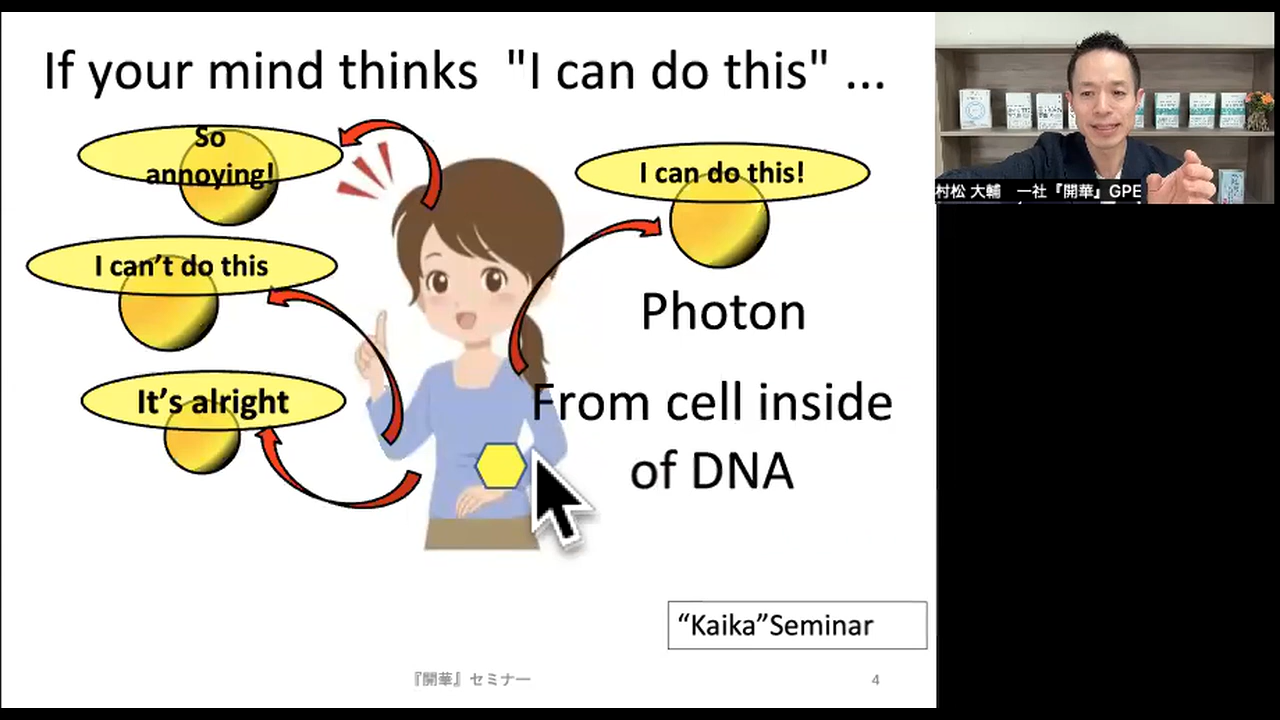 If your mind thinks "I can do this" ...
So
annoying!
I can't do this
It's alright
I can do this!
Photon
From cell inside
of DNA
“Kaika”Seminar
『開華』セミナー
4
村松 大輔　一社『開華』GPE